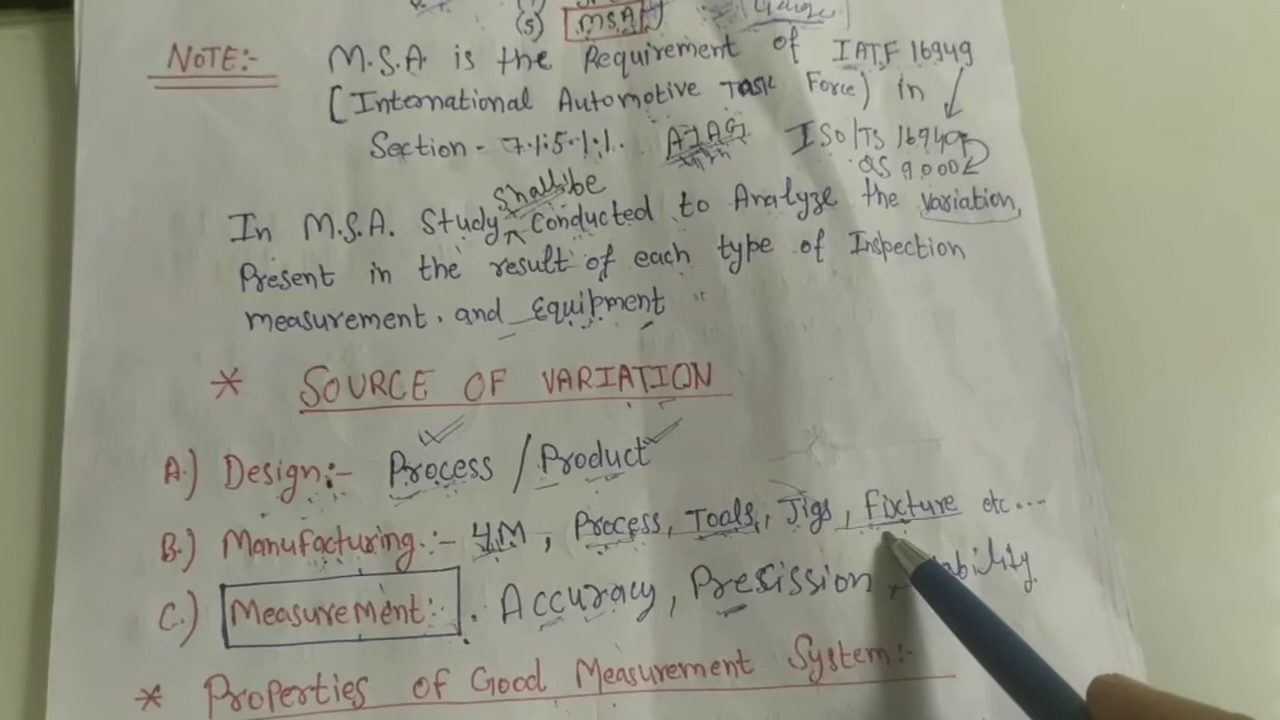 (5) MSA
NOTE:- M.S.A. is the Requirement of IATF 16949
[International Automotive Task Force) in
Section - 7.1.5.1.1. AIAG ISO/TS 16949
QS 9000
Shall be
In M.S.A. Study Conducted to Analyze the variation,
Present in the result of each type of Inspection
measurement. and Equipment "
* SOURCE OF VARIATION
A.) Design:- Process / Product
B.) Manufacturing.:- 4M, Process, Tools, Jigs, Fixture etc...
C.) Measurement:. Accuracy, Presission,
* Properties of Good Measurement System:-